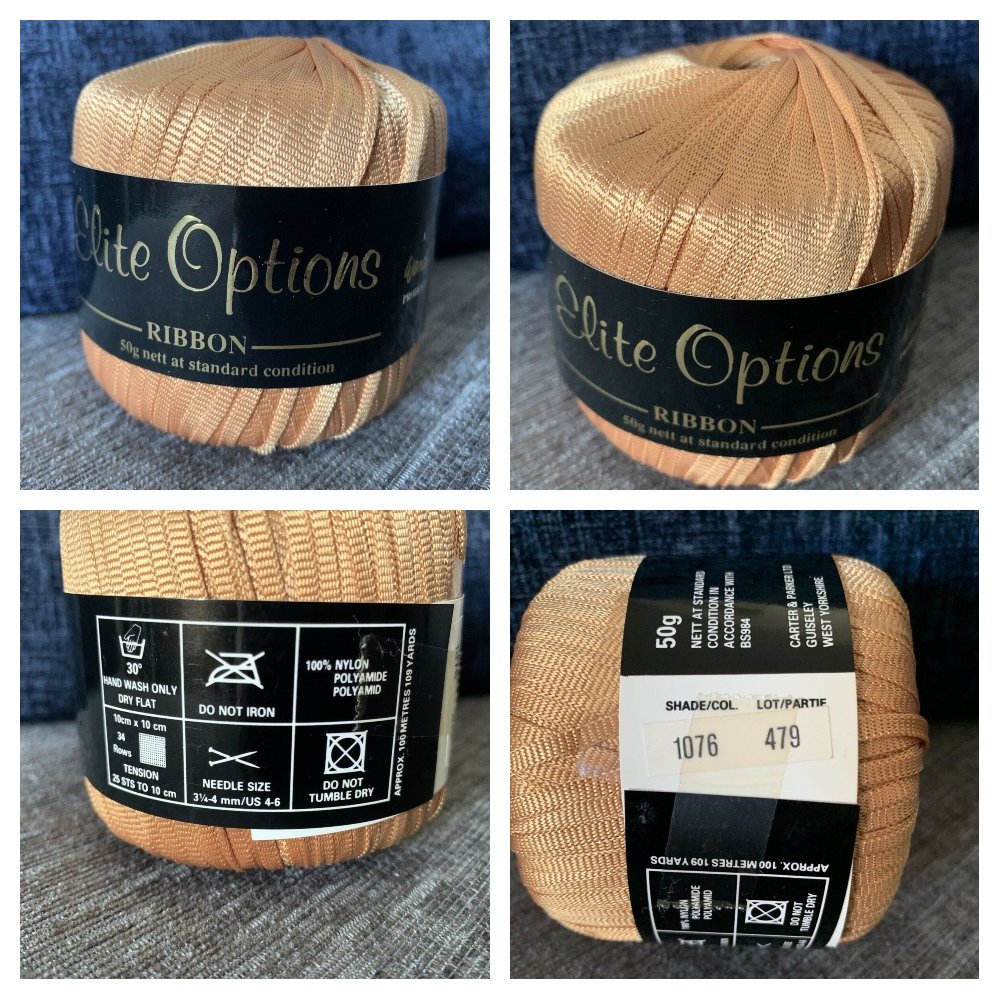 Elite Options
RIBBON
50g nett at standard condition
Elite Options
RIBBON
50g nett at standard condition
30°
HAND WASH ONLY
DRY FLAT
DO NOT IRON
100% NYLON
POLYAMIDE
POLYAMID
10cm x 10 cm
34
Rows
TENSION
25 STS TO 10 cm
NEEDLE SIZE
3¼-4 mm/US 4-6
DO NOT
TUMBLE DRY
APPROX. 100 METRES 109 YARDS
50g
NETT AT STANDARD
CONDITION IN
ACCORDANCE WITH
BS984
CARTER & PARKER LTD
GUISELEY
WEST YORKSHIRE
SHADE/COL. LOT/PARTIE
1076 479
APPROX. 100 METRES 109 YARDS
100% NYLON
POLYAMIDE
POLYAMID
DO NOT
TUMBLE DRY